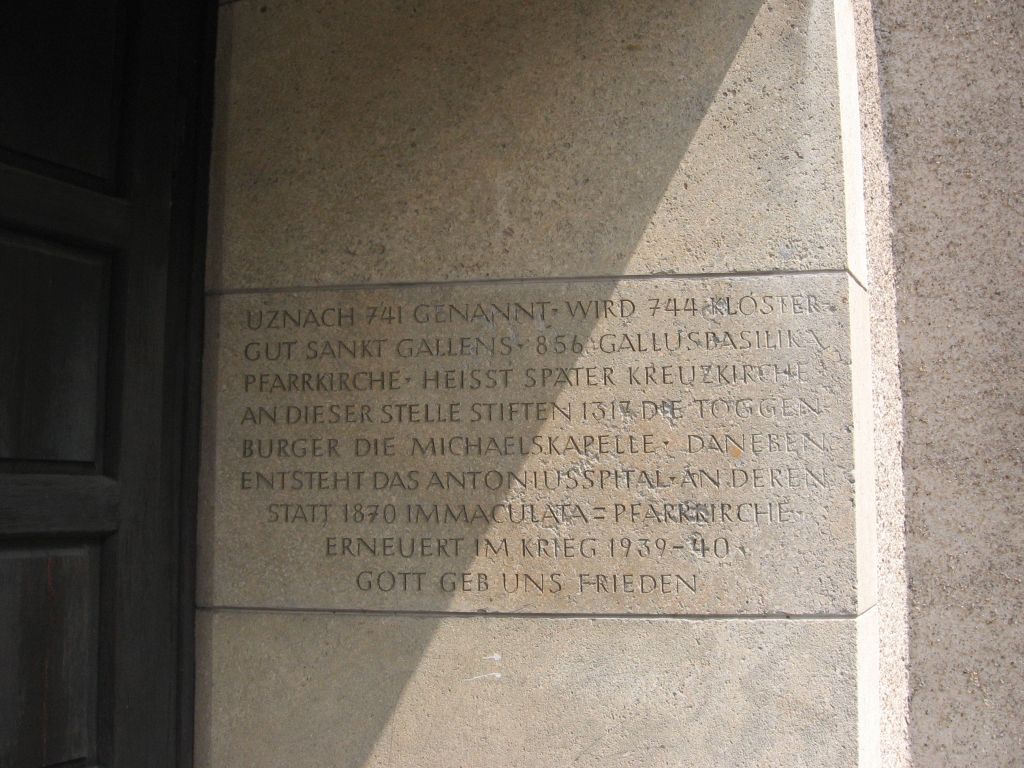 UZNACH 741 GENANNT · WIRD 744 KLOSTER-
GUT SANKT GALLENS · 856 · GALLUSBASILIKA
PFARRKIRCHE · HEISST SPÄTER KREUZKIRCHE
AN DIESER STELLE STIFTEN 1317 DIE TOGGEN
BURGER DIE MICHAELSKAPELLE · DANEBEN
ENTSTEHT DAS ANTONIUSSPITAL · AN DEREN
STATT 1870 IMMACULATA = PFARRKIRCHE ·
ERNEUERT IM KRIEG 1939-40
GOTT GEB UNS FRIEDEN